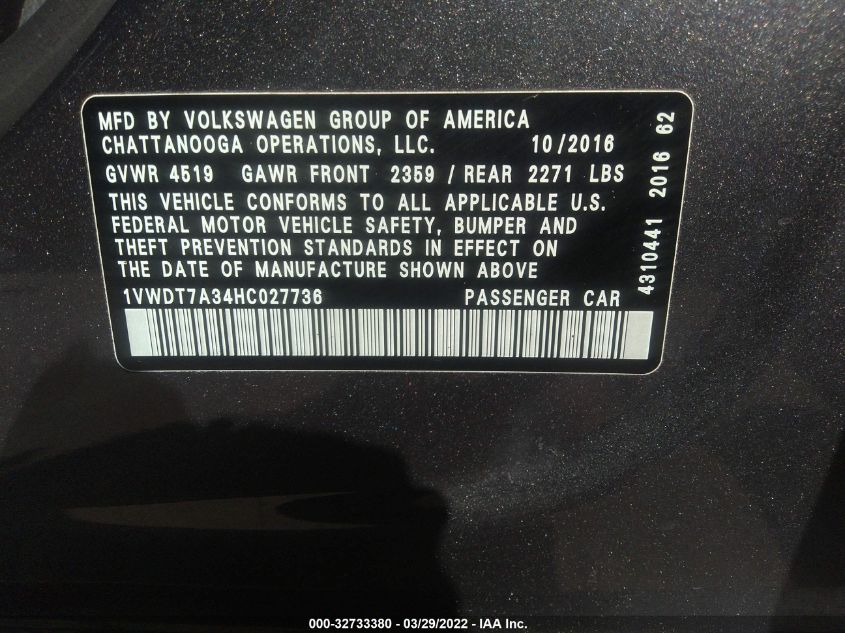 MFD BY VOLKSWAGEN GROUP OF AMERICA
CHATTANOOGA OPERATIONS, LLC. 10/2016
GVWR 4519 GAWR FRONT 2359 / REAR 2271 LBS
THIS VEHICLE CONFORMS TO ALL APPLICABLE U.S.
FEDERAL MOTOR VEHICLE SAFETY, BUMPER AND
THEFT PREVENTION STANDARDS IN EFFECT ON
THE DATE OF MANUFACTURE SHOWN ABOVE
1VWDT7A34HC027736 PASSENGER CAR
4310441 2016 62
000-32733380 - 03/29/2022 - IAA Inc.